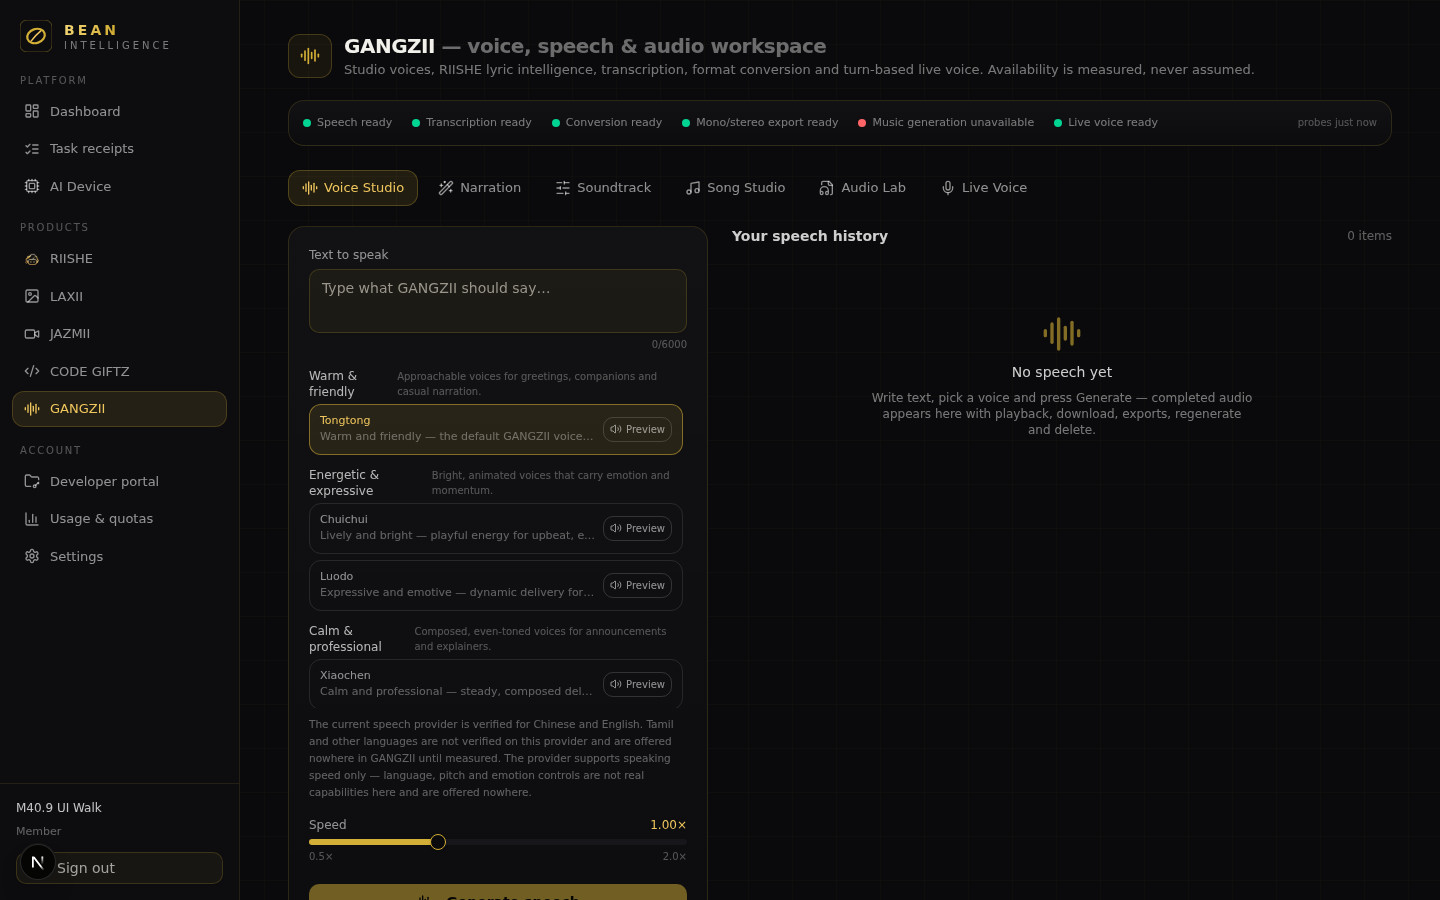 BEAN
INTELLIGENCE
PLATFORM
Dashboard
Task receipts
AI Device
PRODUCTS
RIISHE
LAXII
JAZMII
CODE GIFTZ
GANGZII
ACCOUNT
Developer portal
Usage & quotas
Settings
M40.9 UI Walk
Member
N
Sign out
GANGZII — voice, speech & audio workspace
Studio voices, RIISHE lyric intelligence, transcription, format conversion and turn-based live voice. Availability is measured, never assumed.
Speech ready
Transcription ready
Conversion ready
Mono/stereo export ready
Music generation unavailable
Live voice ready
probes just now
Voice Studio
Narration
Soundtrack
Song Studio
Audio Lab
Live Voice
Text to speak
Type what GANGZII should say…
0/6000
Warm &
friendly
Approachable voices for greetings, companions and
casual narration.
Tongtong
Warm and friendly — the default GANGZII voice…
Preview
Energetic &
expressive
Bright, animated voices that carry emotion and
momentum.
Chuichui
Lively and bright — playful energy for upbeat, e…
Preview
Luodo
Expressive and emotive — dynamic delivery for…
Preview
Calm &
professional
Composed, even-toned voices for announcements
and explainers.
Xiaochen
Calm and professional — steady, composed del…
Preview
The current speech provider is verified for Chinese and English. Tamil
and other languages are not verified on this provider and are offered
nowhere in GANGZII until measured. The provider supports speaking
speed only — language, pitch and emotion controls are not real
capabilities here and are offered nowhere.
Speed
1.00×
0.5×
2.0×
Generate speech
Your speech history
0 items
No speech yet
Write text, pick a voice and press Generate — completed audio
appears here with playback, download, exports, regenerate
and delete.